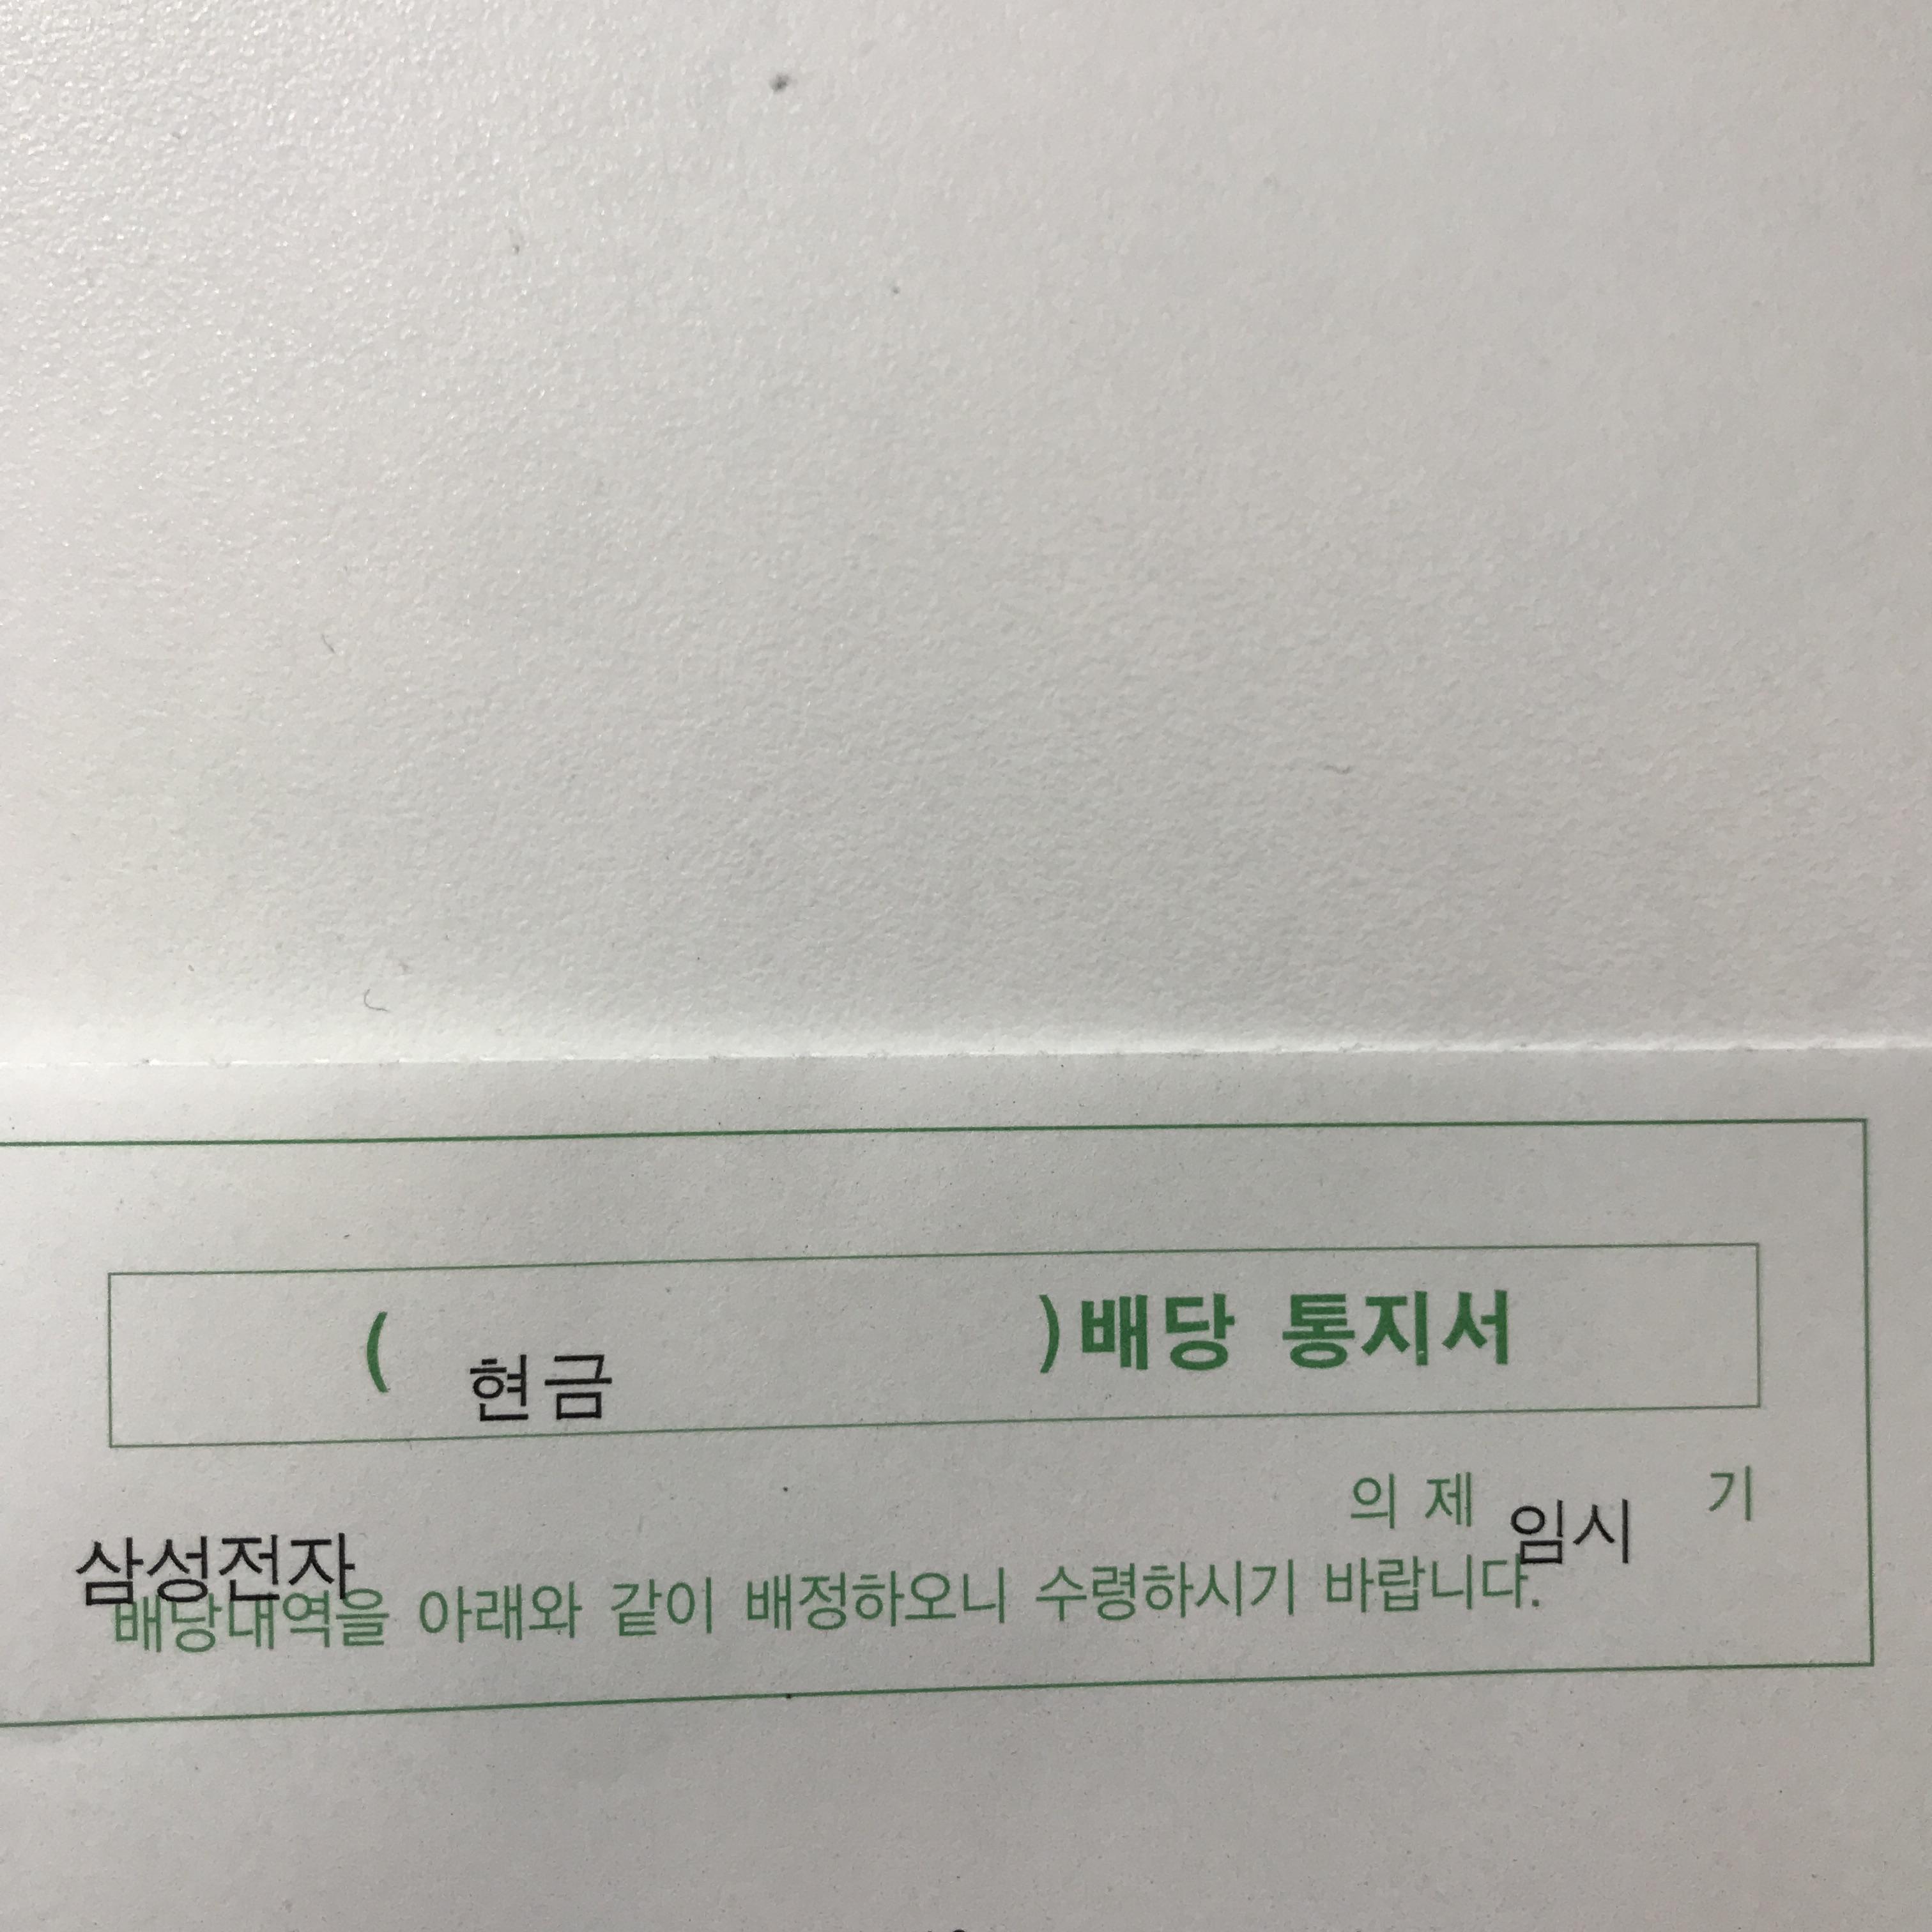 ( 현금 )배당 통지서
삼성전자 의 제 임시 기
배당내역을 아래와 같이 배정하오니 수령하시기 바랍니다.